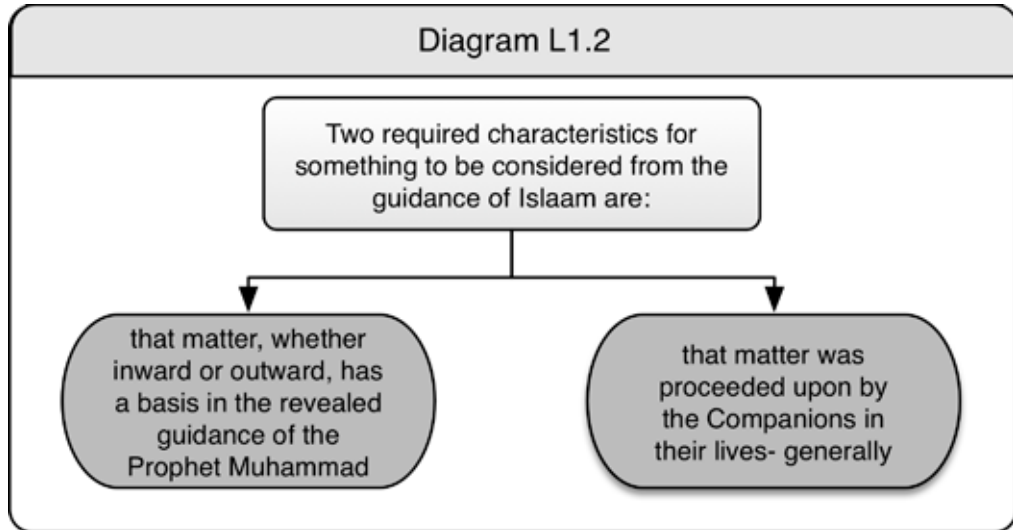 Diagram L1.2
Two required characteristics for
something to be considered from the
guidance of Islaam are:
that matter, whether
inward or outward, has
a basis in the revealed
guidance of the
Prophet Muhammad
that matter was
proceeded upon by
the Companions in
their lives- generally